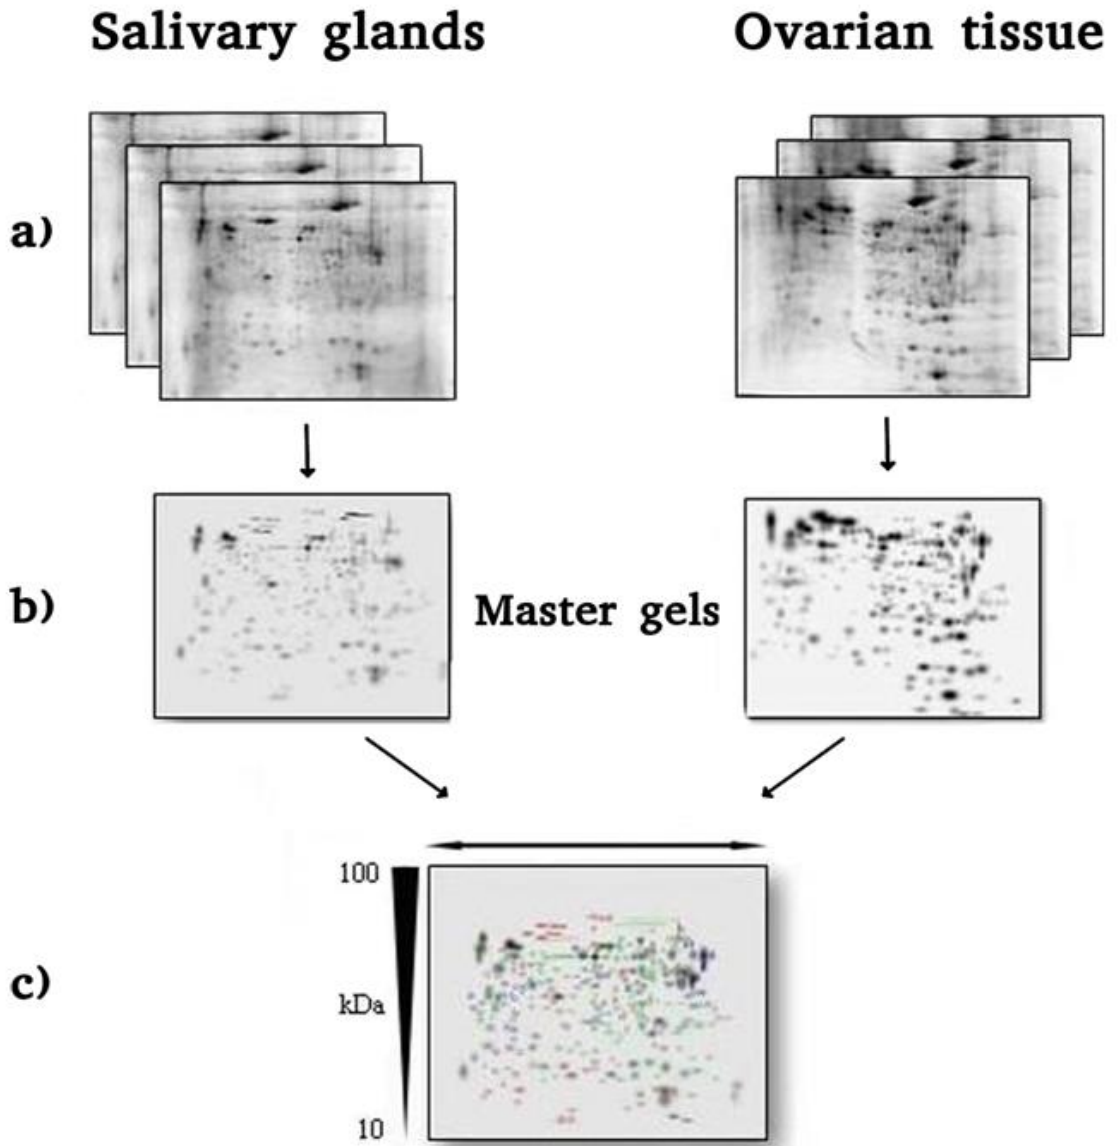 Salivary glands
Ovarian tissue
a)
b)
Master gels
100
c)
kDa
10